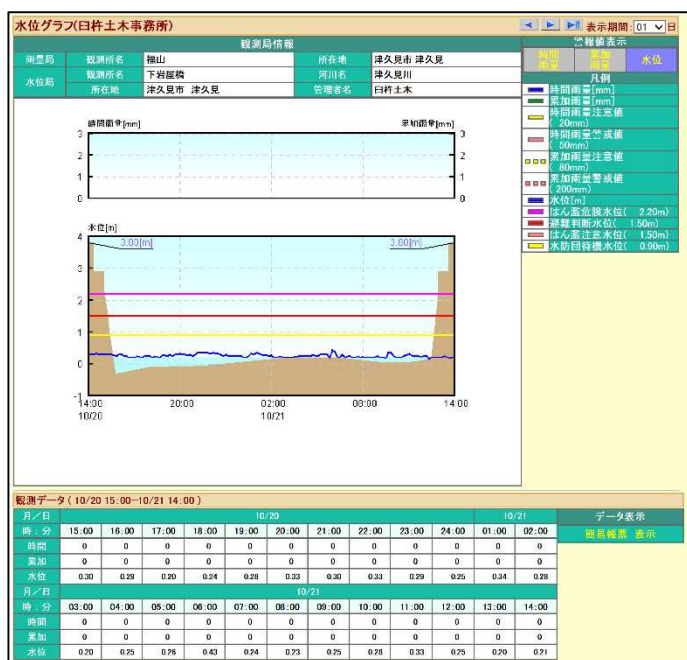 水位グラフ(臼杵土木事務所)
表示期間: 01 日
観測局情報
雨量局 観測所名 福山 所在地 津久見市 津久見
水位局 観測所名 下岩屋橋 河川名 津久見川
所在地 津久見市 津久見 管理者名 臼杵土木
警報値表示
時間雨量 累加雨量 水位
凡例
時間雨量[mm]
累加雨量[mm]
時間雨量注意値
( 20mm)
時間雨量警戒値
( 50mm)
累加雨量注意値
( 80mm)
累加雨量警戒値
(200mm)
水位[m]
はん濫危険水位( 2.20m)
避難判断水位( 1.50m)
はん濫注意水位( 1.50m)
水防団待機水位( 0.90m)
時間雨量[mm] 累加雨量[mm]
3 3
2 2
1 1
0 0
水位[m]
4
3.80[m] 3.80[m]
3
2
1
0
-1
14:00 20:00 02:00 08:00 14:00
10/20 10/21
観測データ( 10/20 15:00-10/21 14:00 )
月/日 10/20 10/21
時:分 15:00 16:00 17:00 18:00 19:00 20:00 21:00 22:00 23:00 24:00 01:00 02:00
時間 0 0 0 0 0 0 0 0 0 0 0 0
累加 0 0 0 0 0 0 0 0 0 0 0 0
水位 0.30 0.29 0.20 0.24 0.28 0.33 0.30 0.33 0.29 0.25 0.34 0.28
月/日 10/21
時:分 03:00 04:00 05:00 06:00 07:00 08:00 09:00 10:00 11:00 12:00 13:00 14:00
時間 0 0 0 0 0 0 0 0 0 0 0 0
累加 0 0 0 0 0 0 0 0 0 0 0 0
水位 0.20 0.25 0.26 0.43 0.24 0.23 0.25 0.28 0.33 0.25 0.20 0.21
データ表示
簡易帳票 表示